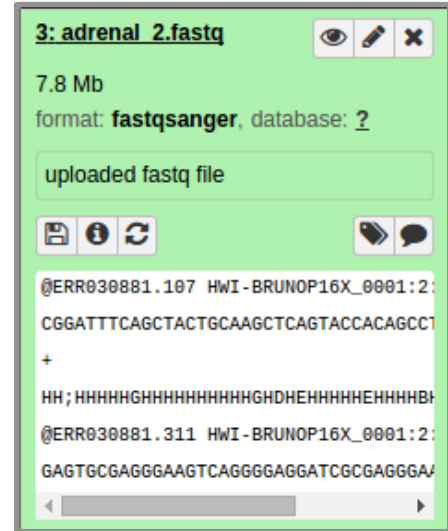 3: adrenal_2.fastq
7.8 Mb
format: fastqsanger, database: ?
uploaded fastq file
@ERR030881.107 HWI-BRUNOP16X_0001:2:
CGGATTTCAGCTACTGCAAGCTCAGTACCACAGCCT
+
HH;HHHHHGHHHHHHHHHHGHDHEHHHHHEHHHHBH
@ERR030881.311 HWI-BRUNOP16X_0001:2:
GAGTGCGAGGGAAGTCAGGGGAGGATCGCGAGGGAA